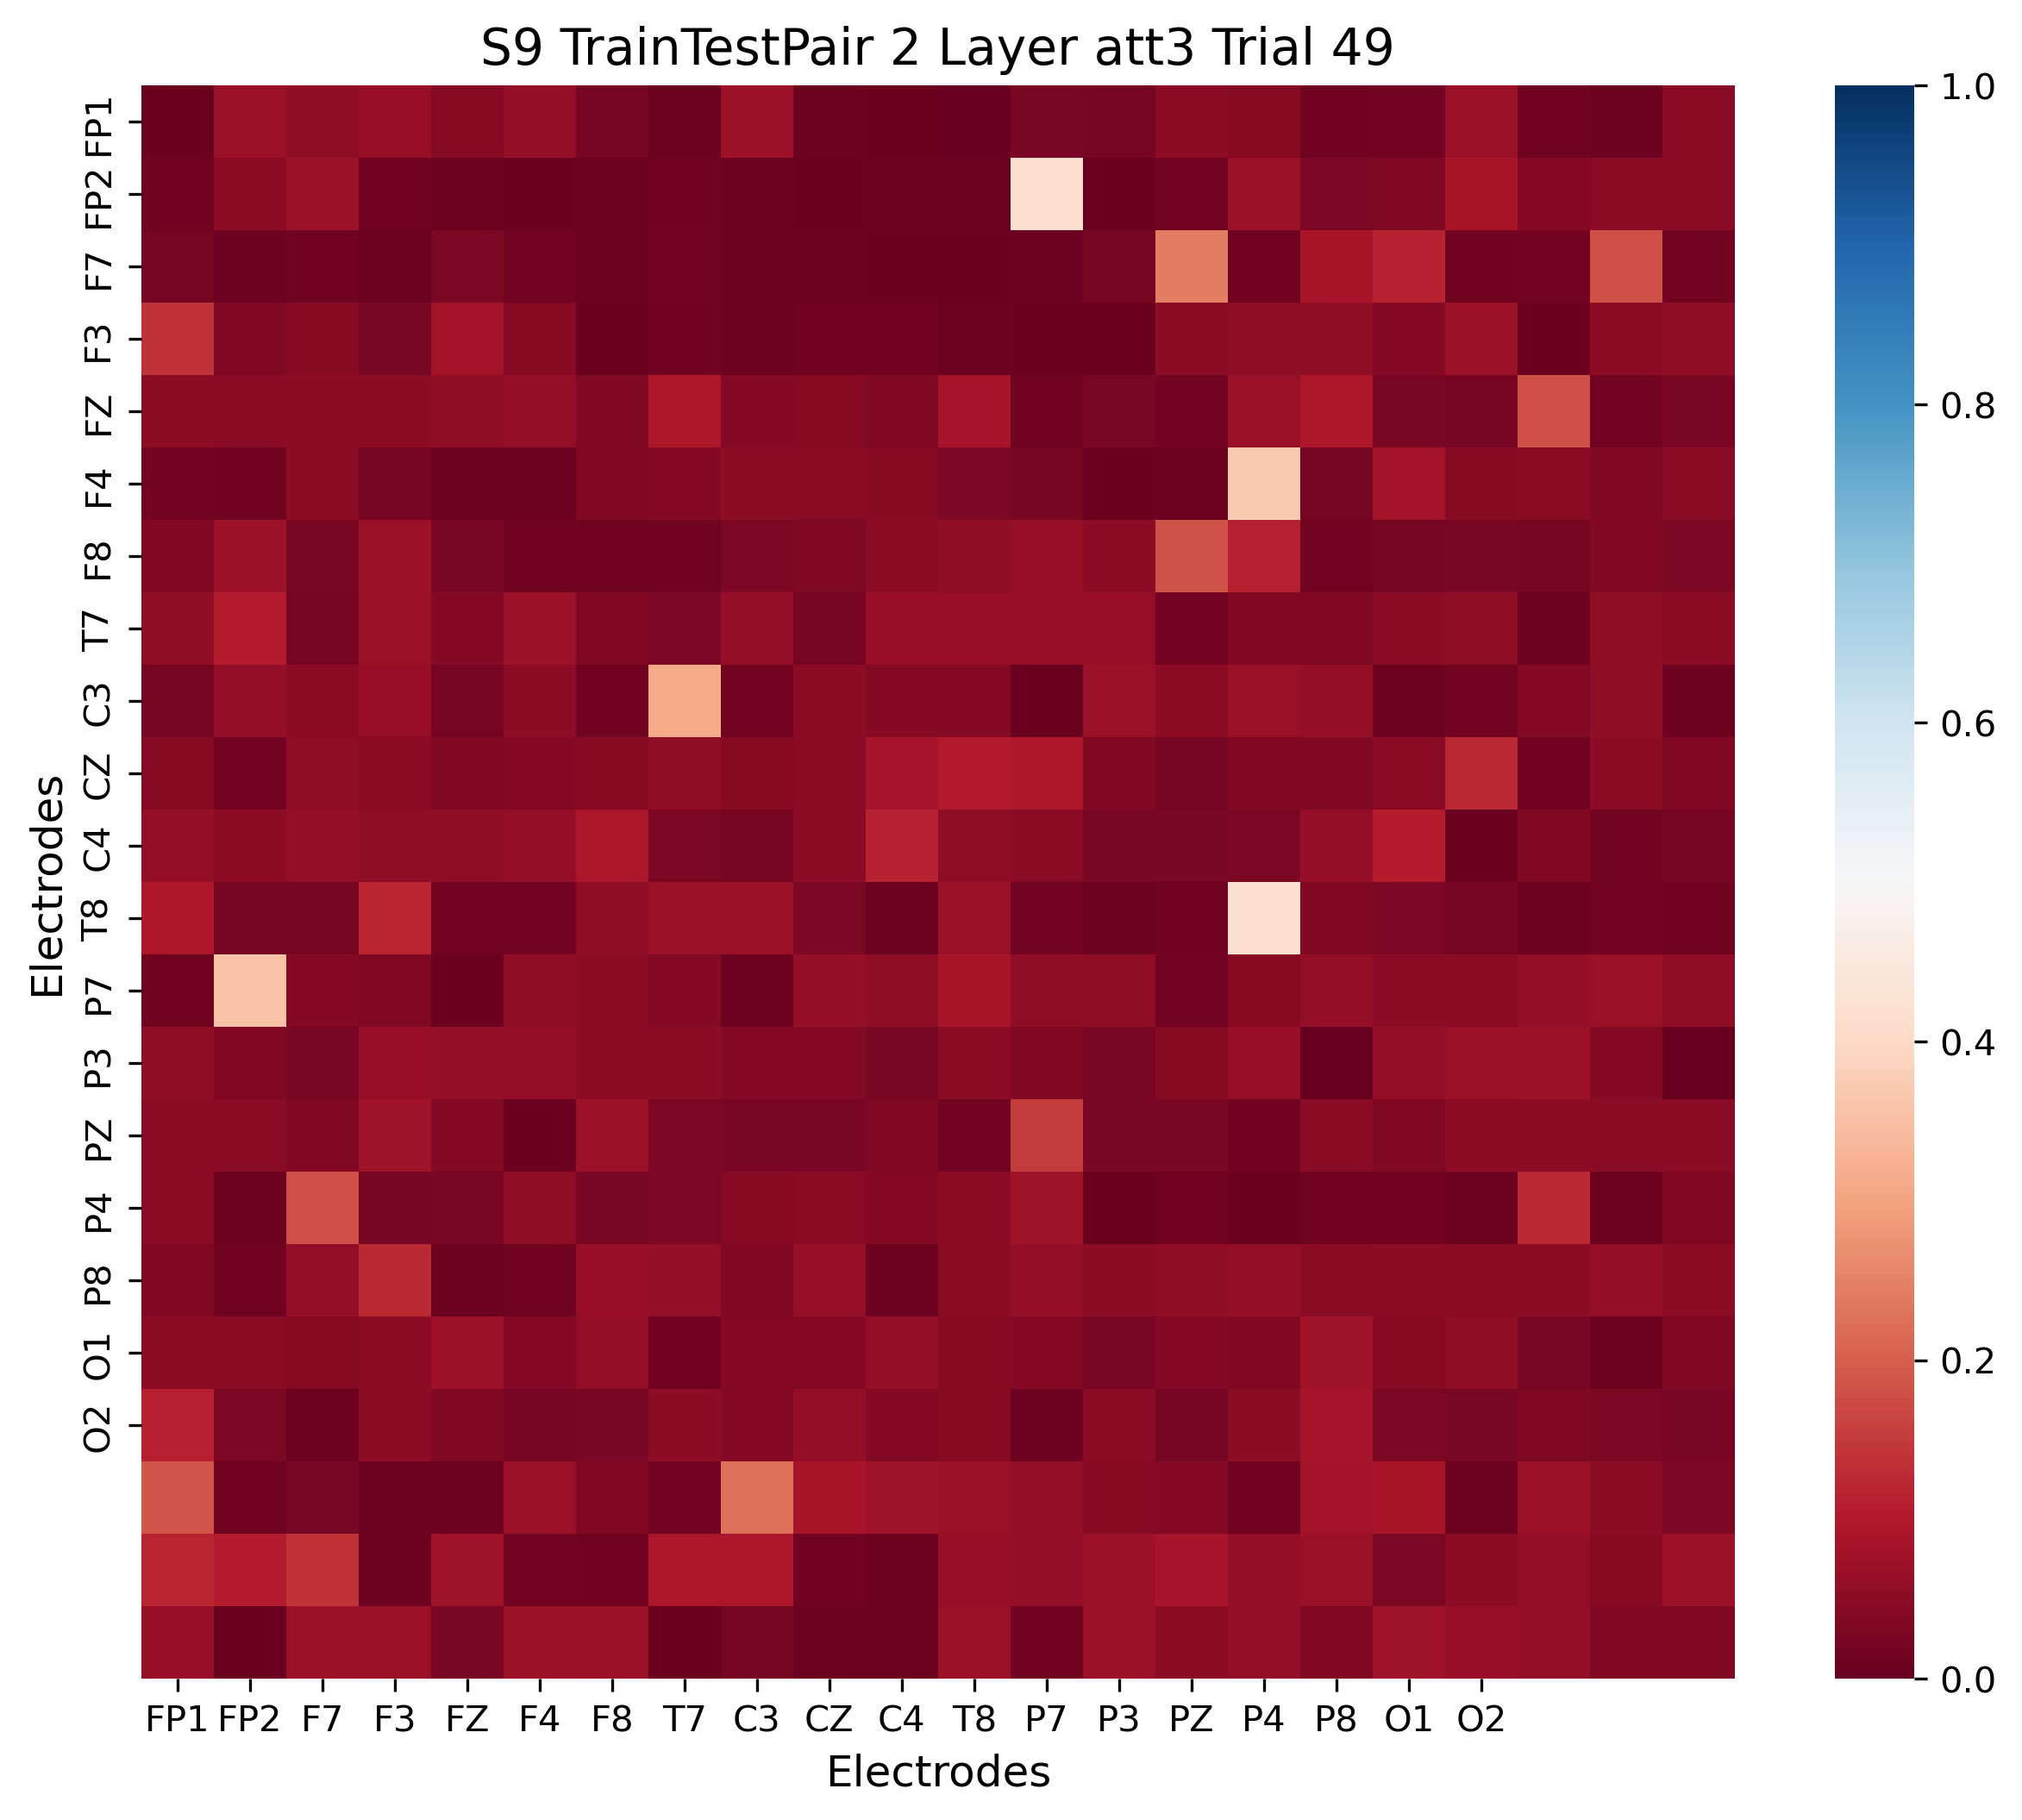 S9 TrainTestPair 2 Layer att3 Trial 49
Electrodes
FP1
FP2
F7
F3
FZ
F4
F8
T7
C3
CZ
C4
T8
P7
P3
PZ
P4
P8
O1
O2
FP1 FP2 F7 F3 FZ F4 F8 T7 C3 CZ C4 T8 P7 P3 PZ P4 P8 O1 O2
Electrodes
1.0
0.8
0.6
0.4
0.2
0.0